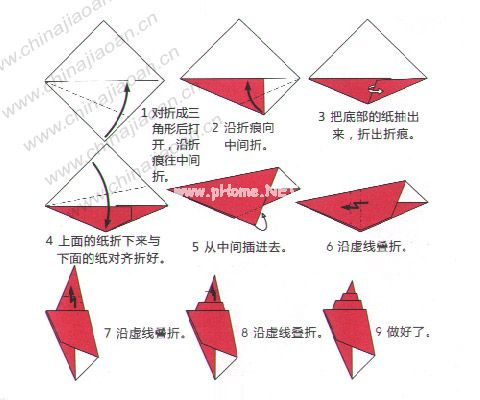 www.chinajiaoan.cn
www.chinajiaoan.cn
www.chinajiaoan.cn
1 对折成三
角形后打
开，沿折
痕往中间
折。
2 沿折痕向
中间折。
3 把底部的纸抽出
来，折出折痕。
www.pHome.NET
4 上面的纸折下来与
下面的纸对齐折好。
5 从中间插进去。
6 沿虚线叠折。
7 沿虚线叠折。
8 沿虚线叠折。
9 做好了。